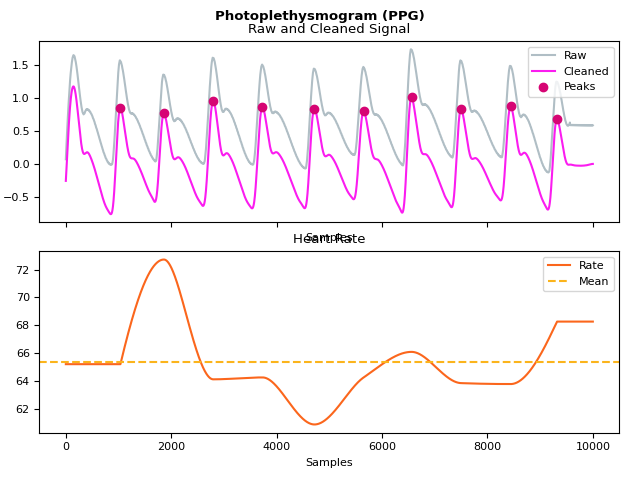 Photoplethysmogram (PPG)
Raw and Cleaned Signal
1.5
1.0
0.5
0.0
−0.5
Raw
Cleaned
Peaks
Samples
Heart Rate
72
70
68
66
64
62
Rate
Mean
0 2000 4000 6000 8000 10000
Samples